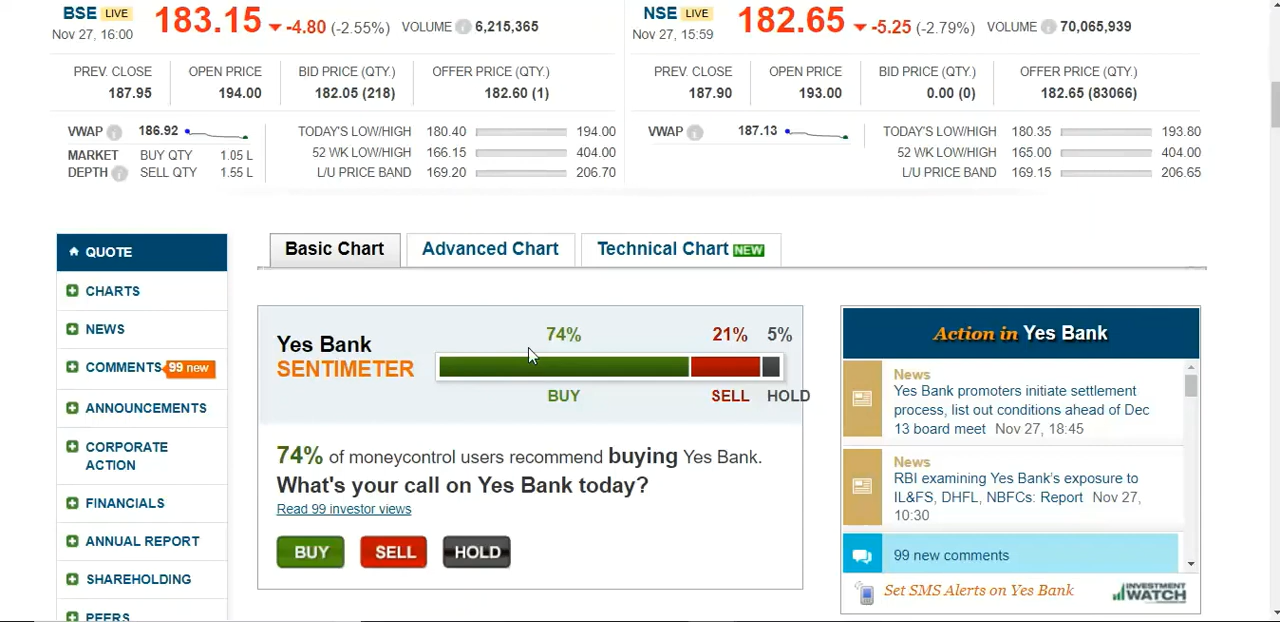 BSE LIVE 183.15 -4.80 (-2.55%) VOLUME 6,215,365
Nov 27, 16:00
NSE LIVE 182.65 -5.25 (-2.79%) VOLUME 70,065,939
Nov 27, 15:59
PREV. CLOSE OPEN PRICE BID PRICE (QTY.) OFFER PRICE (QTY.)
187.95 194.00 182.05 (218) 182.60 (1)
PREV. CLOSE OPEN PRICE BID PRICE (QTY.) OFFER PRICE (QTY.)
187.90 193.00 0.00 (0) 182.65 (83066)
VWAP 186.92
MARKET DEPTH
BUY QTY 1.05 L
SELL QTY 1.55 L
TODAY'S LOW/HIGH 180.40 194.00
52 WK LOW/HIGH 166.15 404.00
L/U PRICE BAND 169.20 206.70
VWAP 187.13
TODAY'S LOW/HIGH 180.35 193.80
52 WK LOW/HIGH 165.00 404.00
L/U PRICE BAND 169.15 206.65
QUOTE
CHARTS
NEWS
COMMENTS 99 new
ANNOUNCEMENTS
CORPORATE
ACTION
FINANCIALS
ANNUAL REPORT
SHAREHOLDING
PEERS
Basic Chart Advanced Chart Technical Chart NEW
Yes Bank
SENTIMETER
74% 21% 5%
BUY SELL HOLD
74% of moneycontrol users recommend buying Yes Bank.
What's your call on Yes Bank today?
Read 99 investor views
BUY SELL HOLD
Action in Yes Bank
News
Yes Bank promoters initiate settlement
process, list out conditions ahead of Dec
13 board meet Nov 27, 18:45
News
RBI examining Yes Bank's exposure to
IL&FS, DHFL, NBFCs: Report Nov 27,
10:30
99 new comments
Set SMS Alerts on Yes Bank
INVESTMENT
WATCH